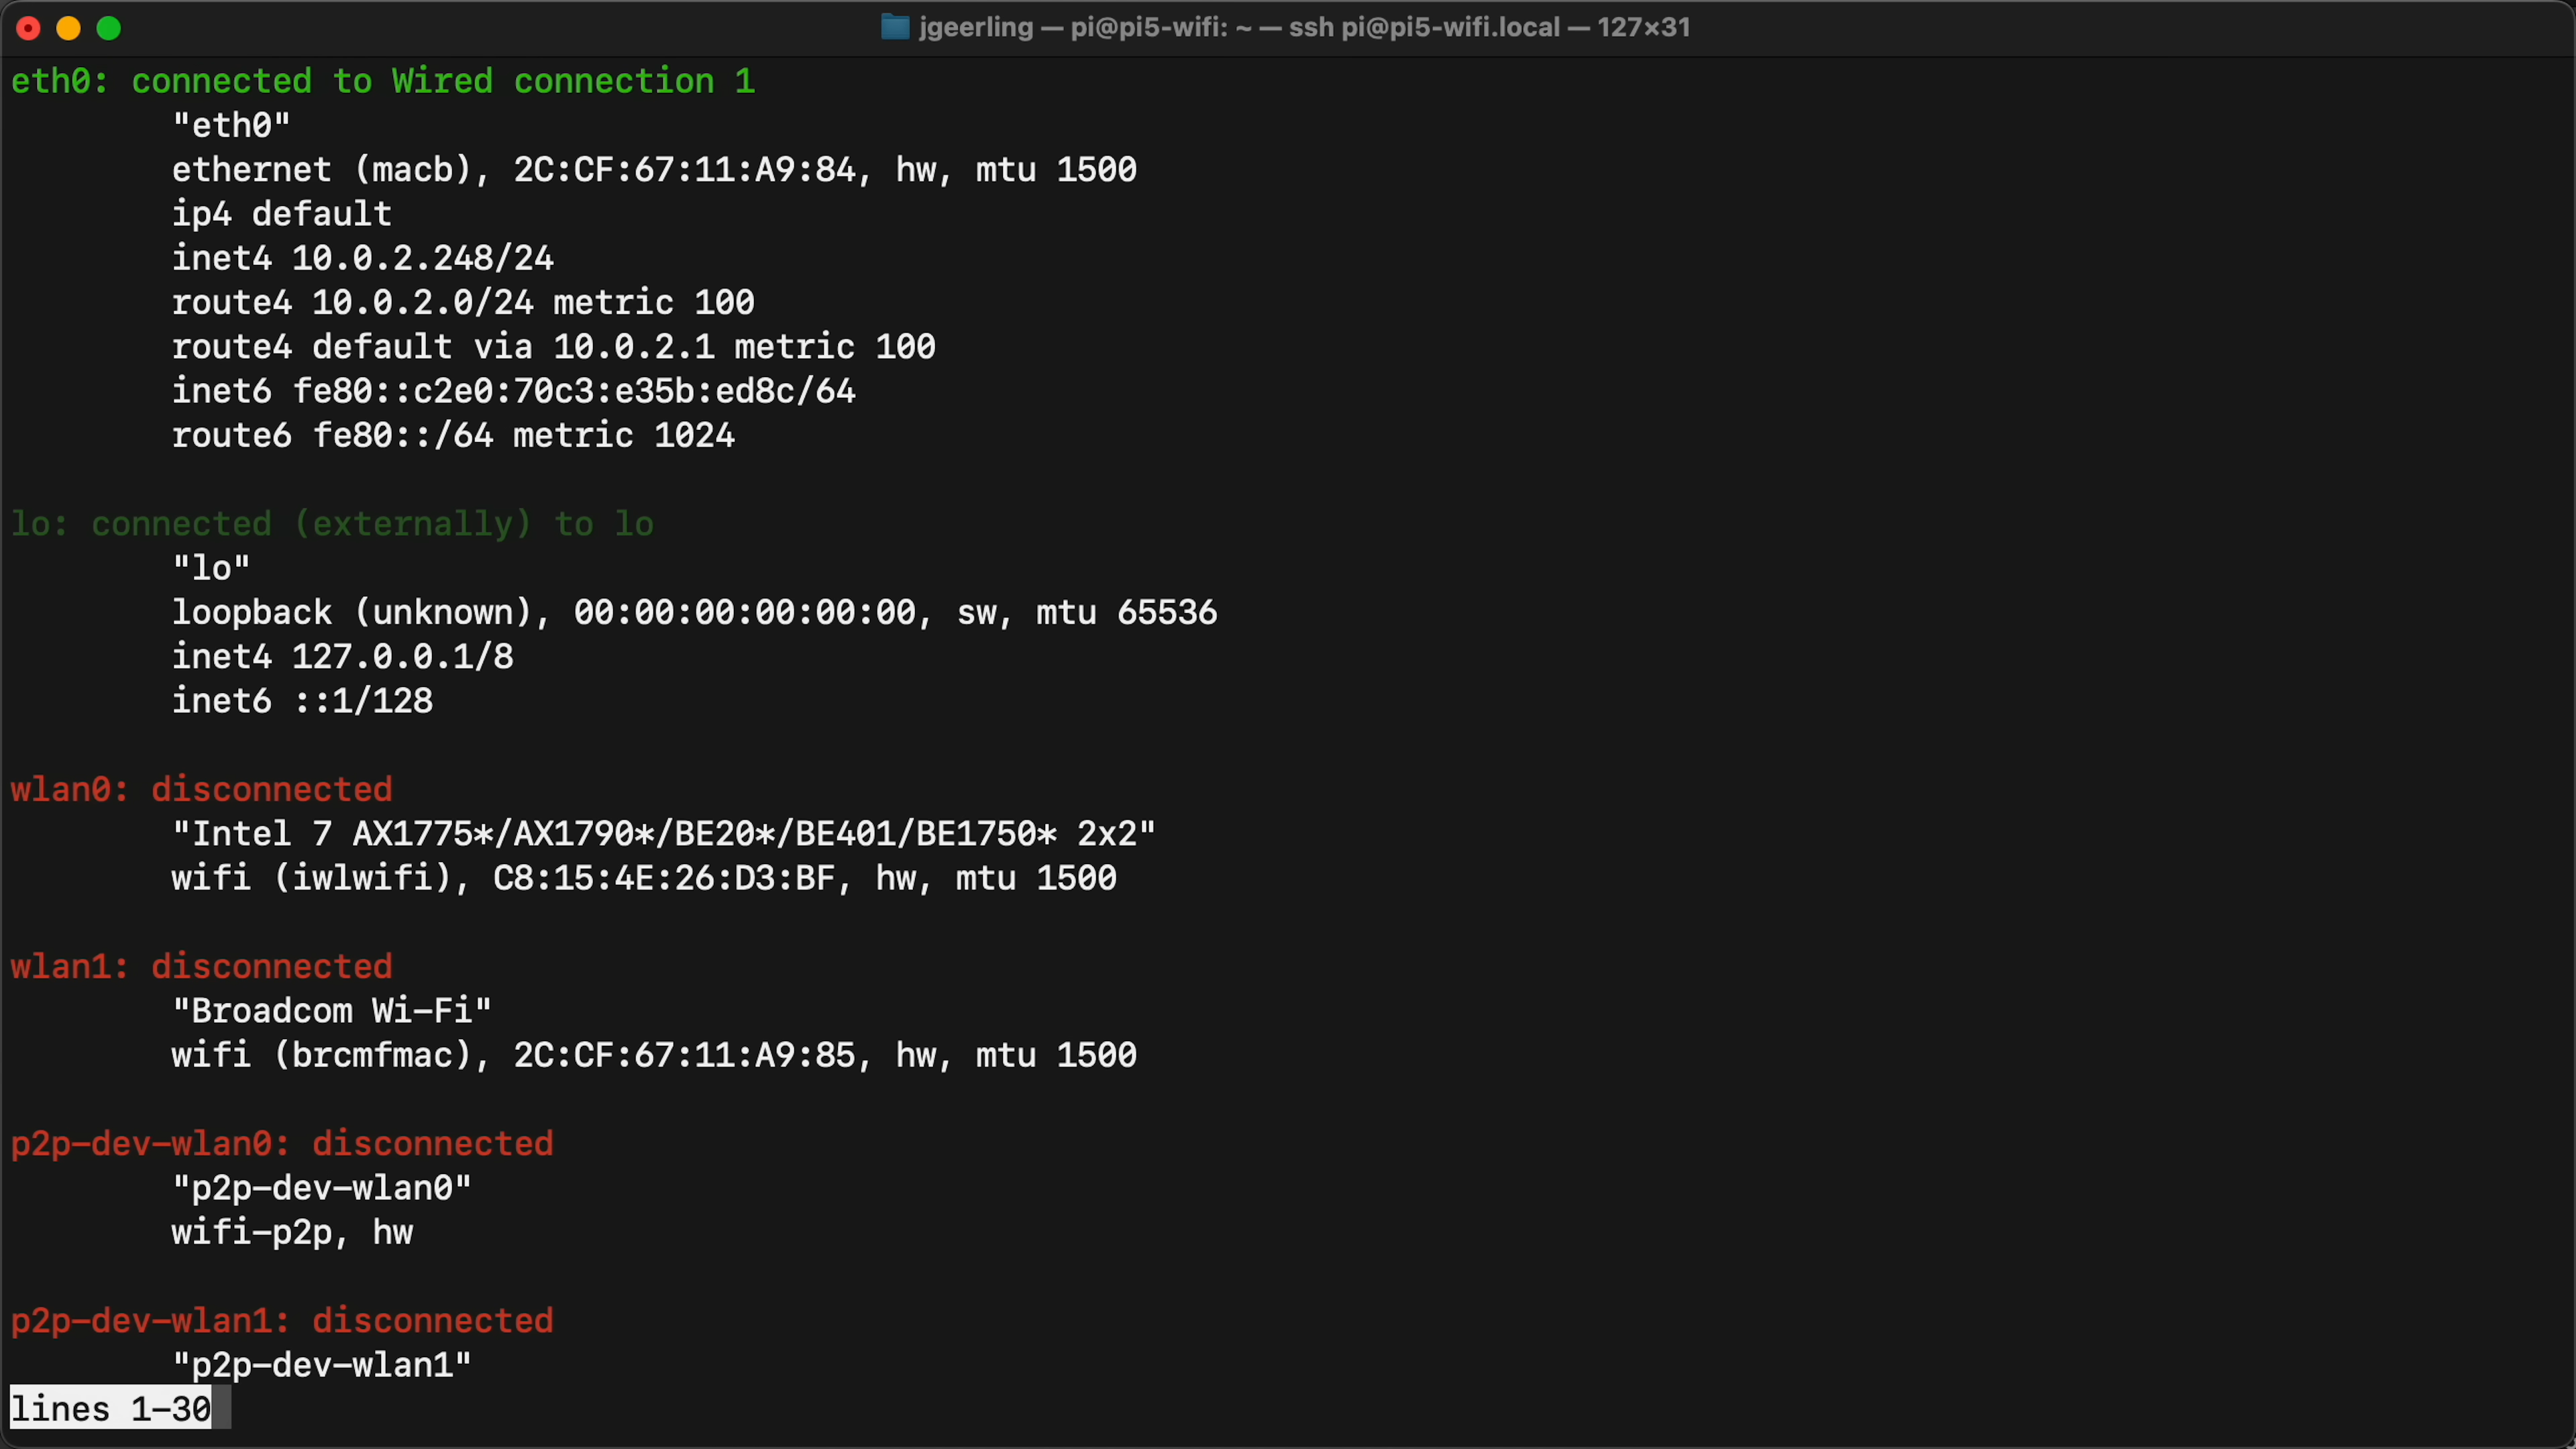 jgeerling — pi@pi5-wifi: ~ — ssh pi@pi5-wifi.local — 127×31
eth0: connected to Wired connection 1
"eth0"
ethernet (macb), 2C:CF:67:11:A9:84, hw, mtu 1500
ip4 default
inet4 10.0.2.248/24
route4 10.0.2.0/24 metric 100
route4 default via 10.0.2.1 metric 100
inet6 fe80::c2e0:70c3:e35b:ed8c/64
route6 fe80::/64 metric 1024
lo: connected (externally) to lo
"lo"
loopback (unknown), 00:00:00:00:00:00, sw, mtu 65536
inet4 127.0.0.1/8
inet6 ::1/128
wlan0: disconnected
"Intel 7 AX1775*/AX1790*/BE20*/BE401/BE1750* 2x2"
wifi (iwlwifi), C8:15:4E:26:D3:BF, hw, mtu 1500
wlan1: disconnected
"Broadcom Wi-Fi"
wifi (brcmfmac), 2C:CF:67:11:A9:85, hw, mtu 1500
p2p-dev-wlan0: disconnected
"p2p-dev-wlan0"
wifi-p2p, hw
p2p-dev-wlan1: disconnected
"p2p-dev-wlan1"
lines 1-30